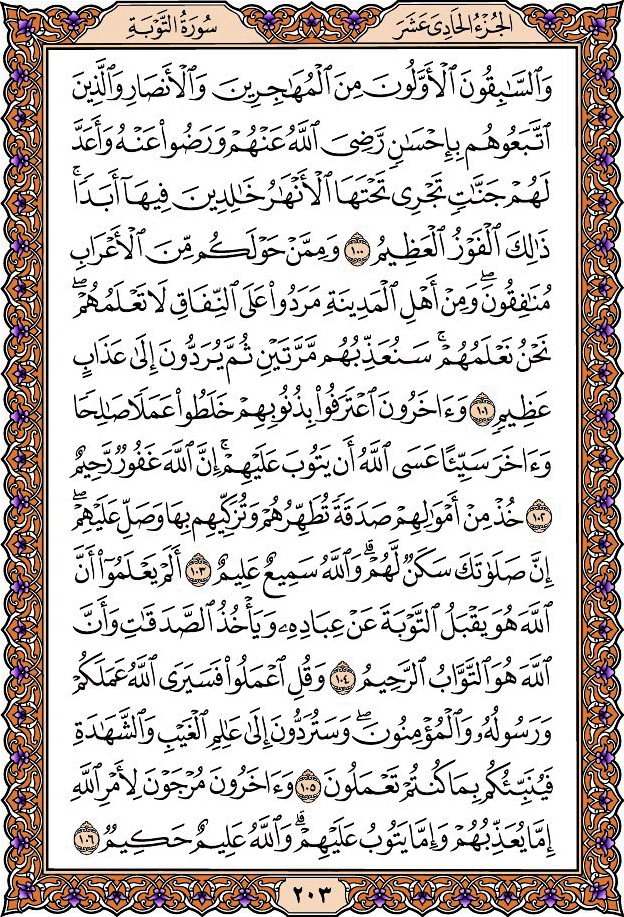 الجُزْءُ الحَادِي عَشَرَ
سُورَةُ التَّوْبَةِ
وَٱلسَّٰبِقُونَ ٱلْأَوَّلُونَ مِنَ ٱلْمُهَٰجِرِينَ وَٱلْأَنصَارِ وَٱلَّذِينَ
ٱتَّبَعُوهُم بِإِحْسَٰنٍ رَّضِىَ ٱللَّهُ عَنْهُمْ وَرَضُوا۟ عَنْهُ وَأَعَدَّ
لَهُمْ جَنَّٰتٍ تَجْرِى تَحْتَهَا ٱلْأَنْهَٰرُ خَٰلِدِينَ فِيهَآ أَبَدًا ۚ
ذَٰلِكَ ٱلْفَوْزُ ٱلْعَظِيمُ ١٠٠ وَمِمَّنْ حَوْلَكُم مِّنَ ٱلْأَعْرَابِ
مُنَٰفِقُونَ ۖ وَمِنْ أَهْلِ ٱلْمَدِينَةِ مَرَدُوا۟ عَلَى ٱلنِّفَاقِ لَا تَعْلَمُهُمْ ۖ
نَحْنُ نَعْلَمُهُمْ ۚ سَنُعَذِّبُهُم مَّرَّتَيْنِ ثُمَّ يُرَدُّونَ إِلَىٰ عَذَابٍ
عَظِيمٍ ١٠١ وَءَاخَرُونَ ٱعْتَرَفُوا۟ بِذُنُوبِهِمْ خَلَطُوا۟ عَمَلًا صَٰلِحًا
وَءَاخَرَ سَيِّئًا عَسَى ٱللَّهُ أَن يَتُوبَ عَلَيْهِمْ ۚ إِنَّ ٱللَّهَ غَفُورٌ رَّحِيمٌ
١٠٢ خُذْ مِنْ أَمْوَٰلِهِمْ صَدَقَةً تُطَهِّرُهُمْ وَتُزَكِّيهِم بِهَا وَصَلِّ عَلَيْهِمْ ۖ
إِنَّ صَلَوٰتَكَ سَكَنٌ لَّهُمْ ۗ وَٱللَّهُ سَمِيعٌ عَلِيمٌ ١٠٣ أَلَمْ يَعْلَمُوٓا۟ أَنَّ
ٱللَّهَ هُوَ يَقْبَلُ ٱلتَّوْبَةَ عَنْ عِبَادِهِۦ وَيَأْخُذُ ٱلصَّدَقَٰتِ وَأَنَّ
ٱللَّهَ هُوَ ٱلتَّوَّابُ ٱلرَّحِيمُ ١٠٤ وَقُلِ ٱعْمَلُوا۟ فَسَيَرَى ٱللَّهُ عَمَلَكُمْ
وَرَسُولُهُۥ وَٱلْمُؤْمِنُونَ ۖ وَسَتُرَدُّونَ إِلَىٰ عَٰلِمِ ٱلْغَيْبِ وَٱلشَّهَٰدَةِ
فَيُنَبِّئُكُم بِمَا كُنتُمْ تَعْمَلُونَ ١٠٥ وَءَاخَرُونَ مُرْجَوْنَ لِأَمْرِ ٱللَّهِ
إِمَّا يُعَذِّبُهُمْ وَإِمَّا يَتُوبُ عَلَيْهِمْ ۗ وَٱللَّهُ عَلِيمٌ حَكِيمٌ ١٠٦
٢٠٣